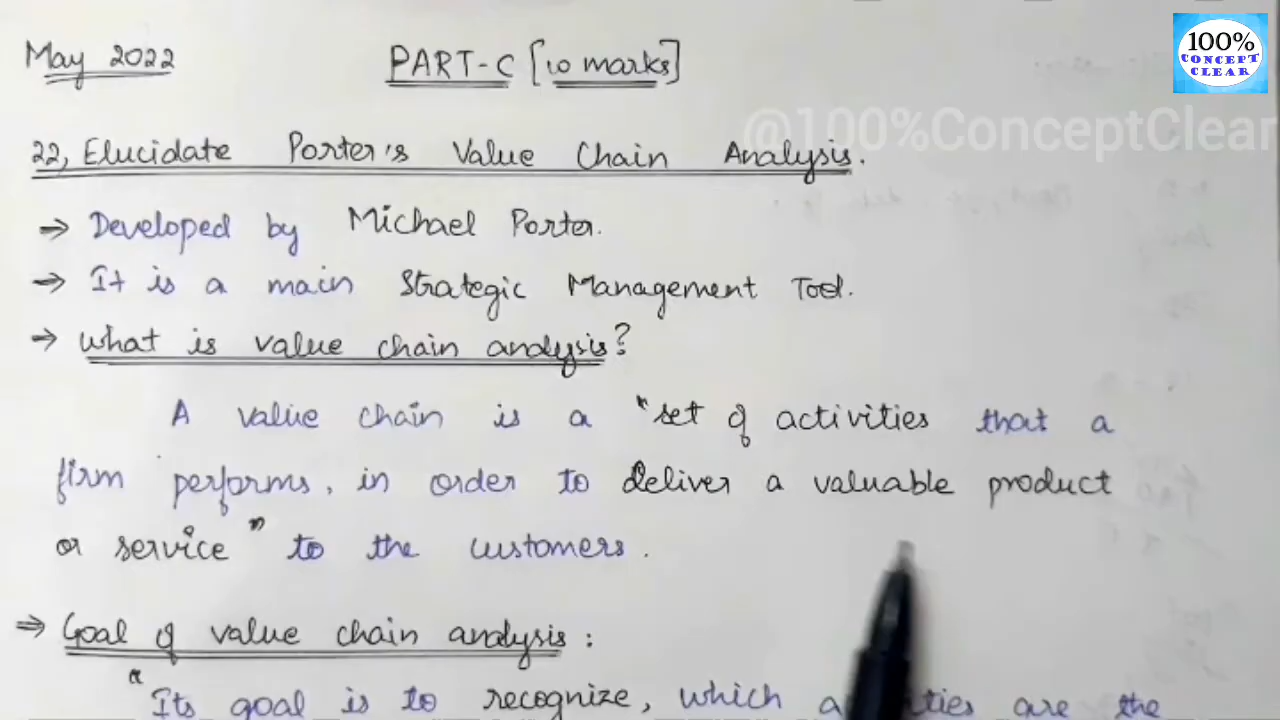 May 2022 PART-C [10 marks]
100%
CONCEPT
CLEAR
@100%ConceptClear
22, Elucidate Porter's Value Chain Analysis.
⇒ Developed by Michael Porter.
⇒ It is a main Strategic Management Tool.
⇒ What is value chain analysis?
A value chain is a "set of activities that a
firm performs, in order to deliver a valuable product
or service" to the customers.
⇒ Goal of value chain analysis:
"Its goal is to recognize, which are the